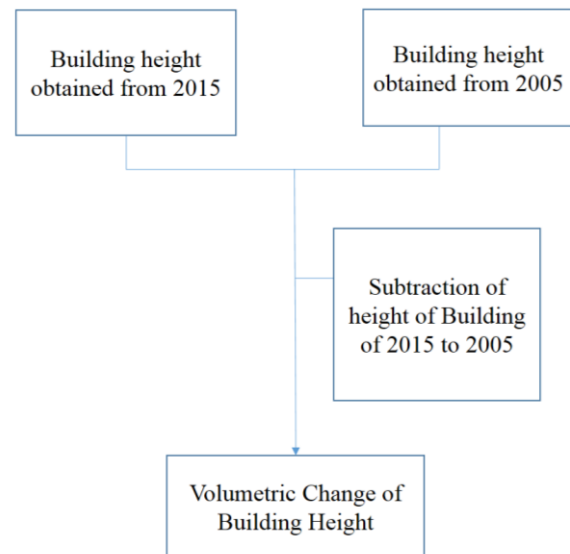 Building height
obtained from 2015
Building height
obtained from 2005
Subtraction of
height of Building
of 2015 to 2005
Volumetric Change of
Building Height